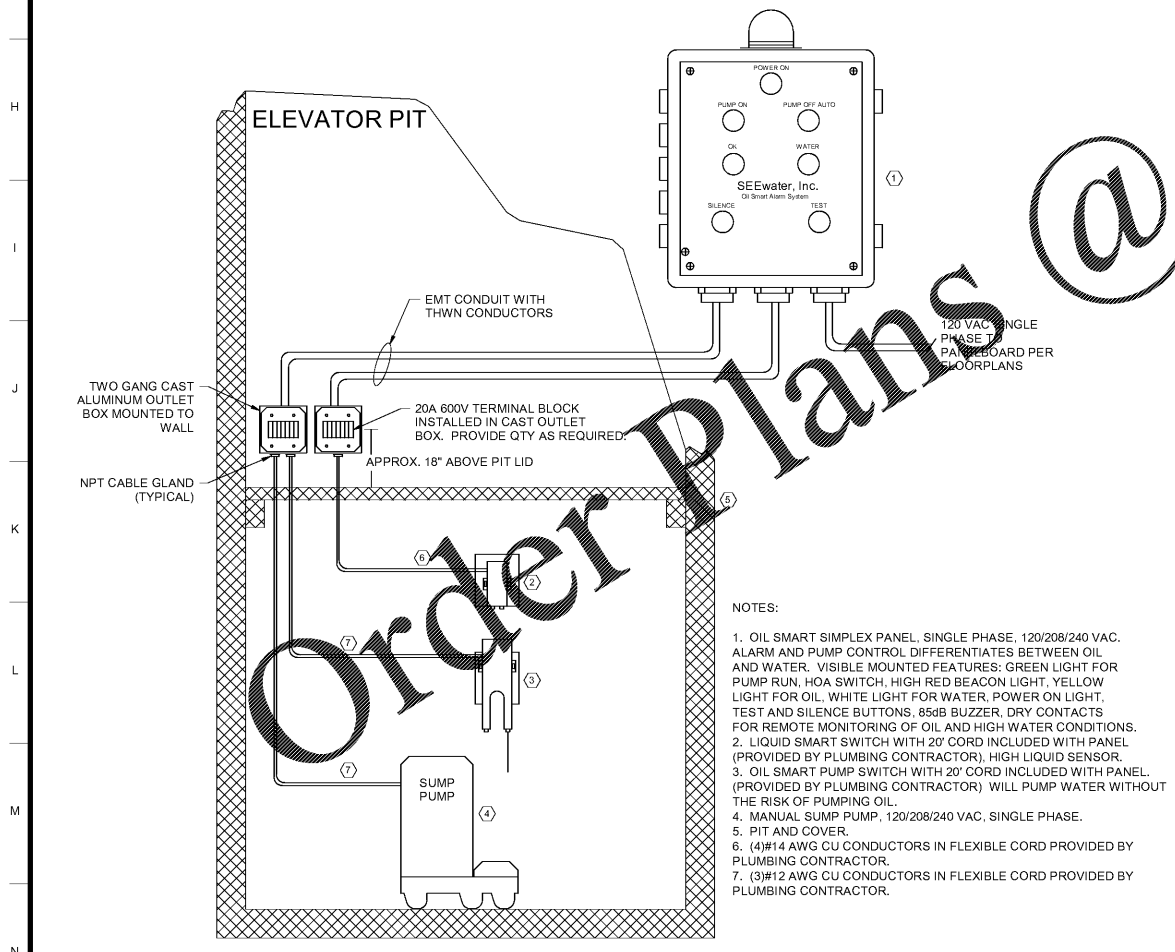 H
I
J
K
L
M
N
ELEVATOR PIT
POWER ON
PUMP ON
PUMP OFF AUTO
OK
WATER
SEEwater, Inc.
Oil Smart Alarm System
SILENCE
TEST
1
EMT CONDUIT WITH
THWN CONDUCTORS
120 VAC SINGLE
PHASE TO
PANELBOARD PER
FLOORPLANS
TWO GANG CAST
ALUMINUM OUTLET
BOX MOUNTED TO
WALL
20A 600V TERMINAL BLOCK
INSTALLED IN CAST OUTLET
BOX. PROVIDE QTY AS REQUIRED.
APPROX. 18" ABOVE PIT LID
NPT CABLE GLAND
(TYPICAL)
5
6
2
7
3
7
SUMP
PUMP
4
NOTES:
1. OIL SMART SIMPLEX PANEL, SINGLE PHASE, 120/208/240 VAC.
ALARM AND PUMP CONTROL DIFFERENTIATES BETWEEN OIL
AND WATER. VISIBLE MOUNTED FEATURES: GREEN LIGHT FOR
PUMP RUN, HOA SWITCH, HIGH RED BEACON LIGHT, YELLOW
LIGHT FOR OIL, WHITE LIGHT FOR WATER, POWER ON LIGHT,
TEST AND SILENCE BUTTONS, 85dB BUZZER, DRY CONTACTS
FOR REMOTE MONITORING OF OIL AND HIGH WATER CONDITIONS.
2. LIQUID SMART SWITCH WITH 20' CORD INCLUDED WITH PANEL
(PROVIDED BY PLUMBING CONTRACTOR), HIGH LIQUID SENSOR.
3. OIL SMART PUMP SWITCH WITH 20' CORD INCLUDED WITH PANEL.
(PROVIDED BY PLUMBING CONTRACTOR) WILL PUMP WATER WITHOUT
THE RISK OF PUMPING OIL.
4. MANUAL SUMP PUMP, 120/208/240 VAC, SINGLE PHASE.
5. PIT AND COVER.
6. (4)#14 AWG CU CONDUCTORS IN FLEXIBLE CORD PROVIDED BY
PLUMBING CONTRACTOR.
7. (3)#12 AWG CU CONDUCTORS IN FLEXIBLE CORD PROVIDED BY
PLUMBING CONTRACTOR.
Order Plans @